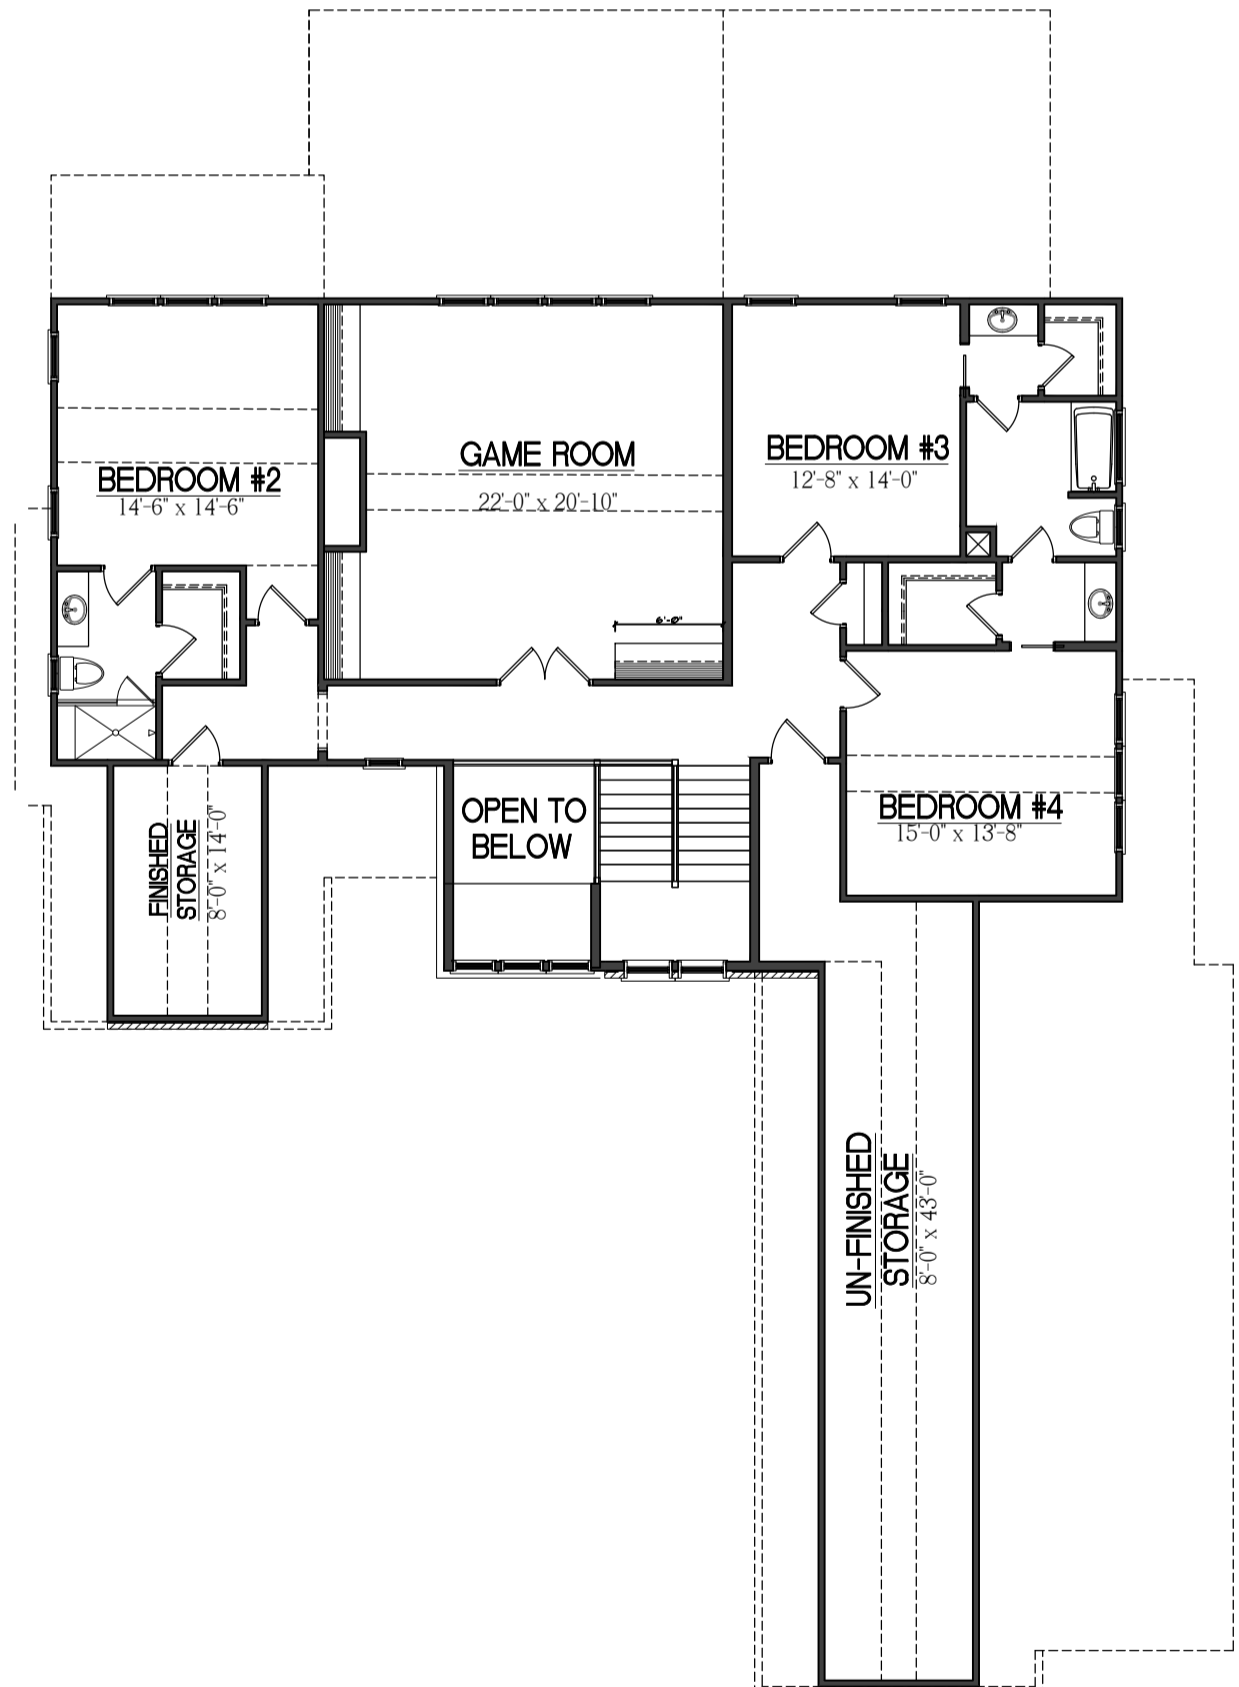 GAME ROOM
22'-0" x 20'-10"
BEDROOM #3
12'-8" x 14'-0"
BEDROOM #2
14'-6" x 14'-6"
6'-0"
OPEN TO
BELOW
BEDROOM #4
15'-0" x 13'-8"
FINISHED
STORAGE
8'-0" x 14'-0"
UN-FINISHED
STORAGE
8'-0" x 43'-0"